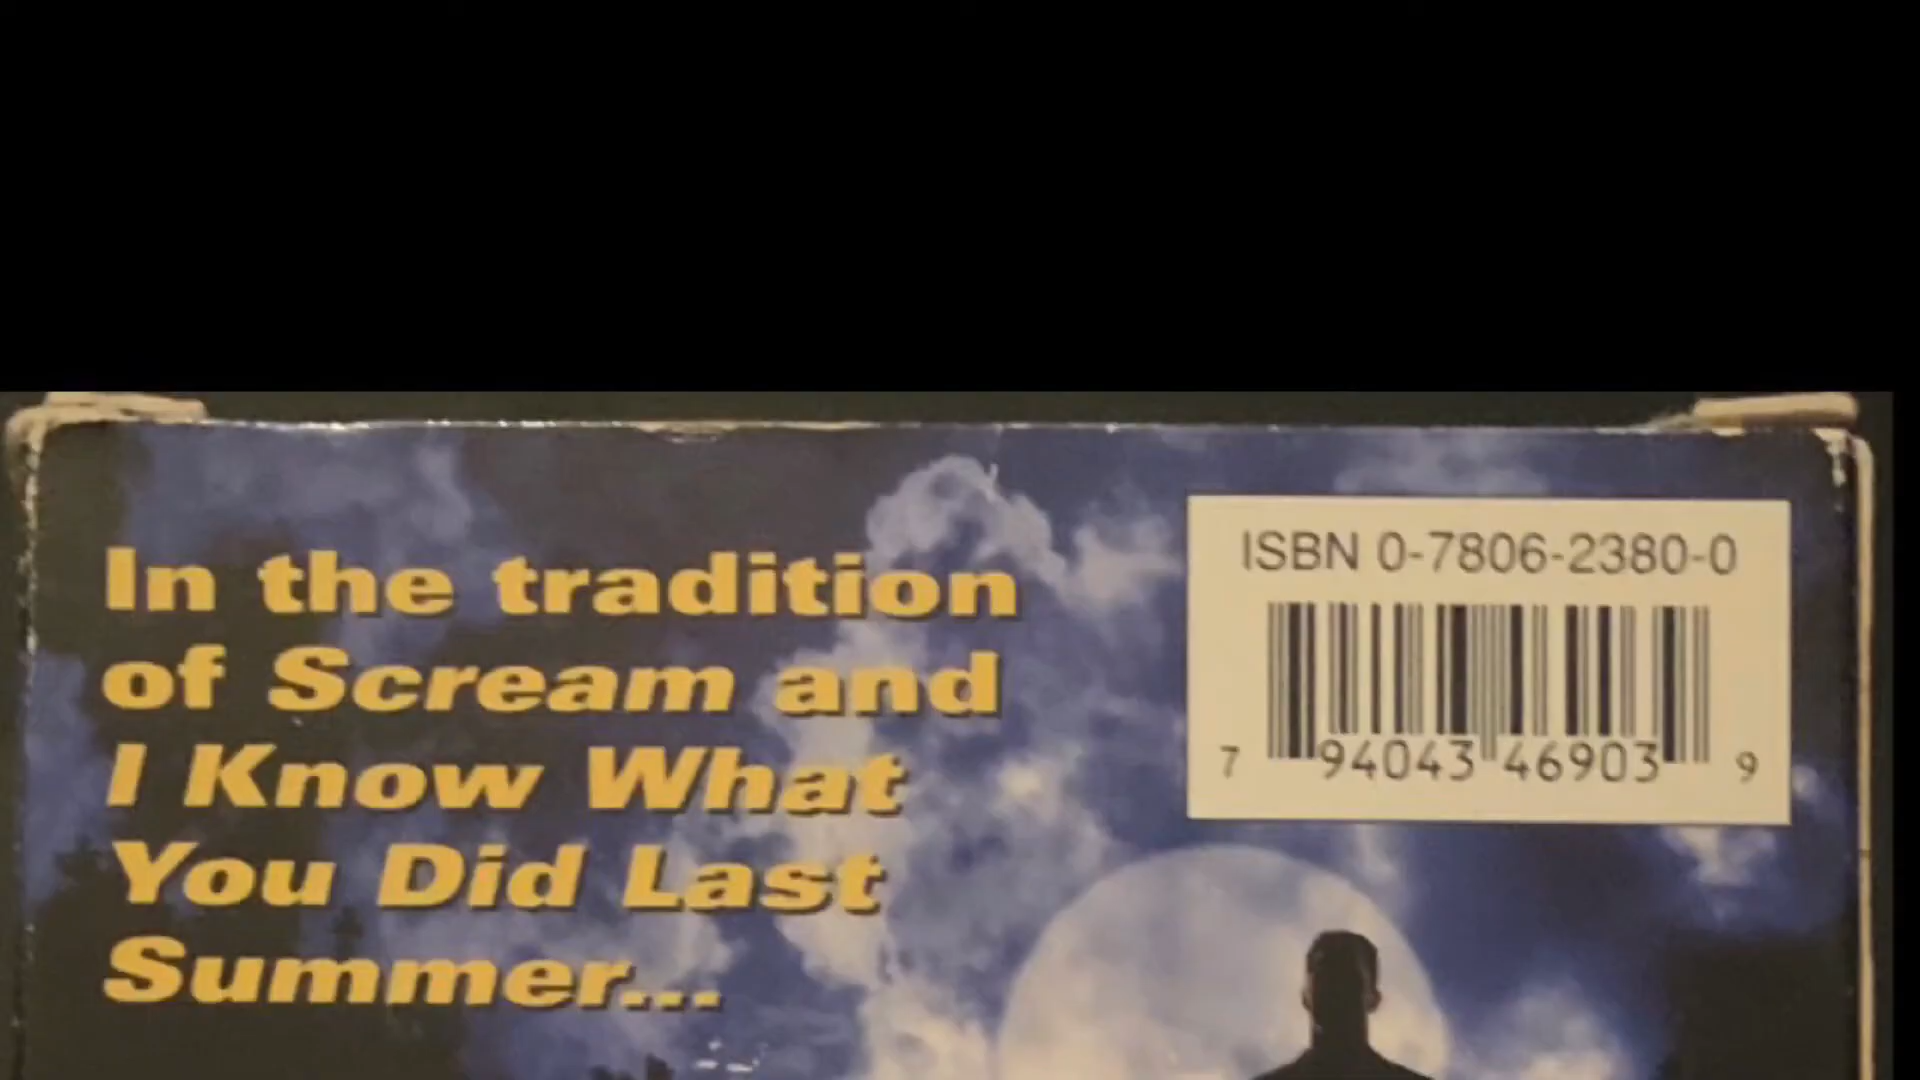 In the tradition
of Scream and
I Know What
You Did Last
Summer...
ISBN 0-7806-2380-0
7 94043 46903 9